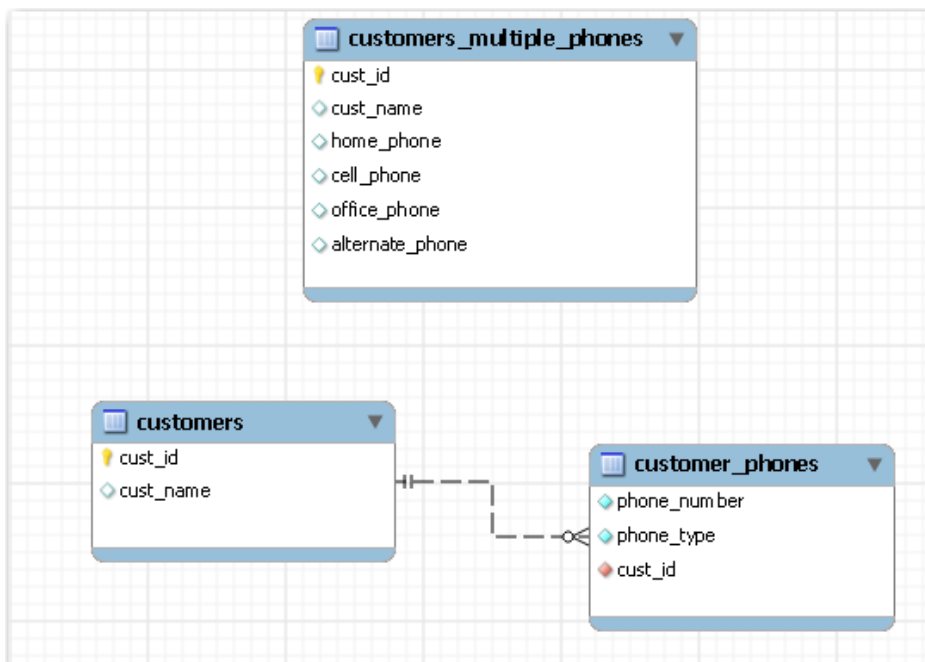 customers_multiple_phones
cust_id
cust_name
home_phone
cell_phone
office_phone
alternate_phone
customers
cust_id
cust_name
customer_phones
phone_number
phone_type
cust_id